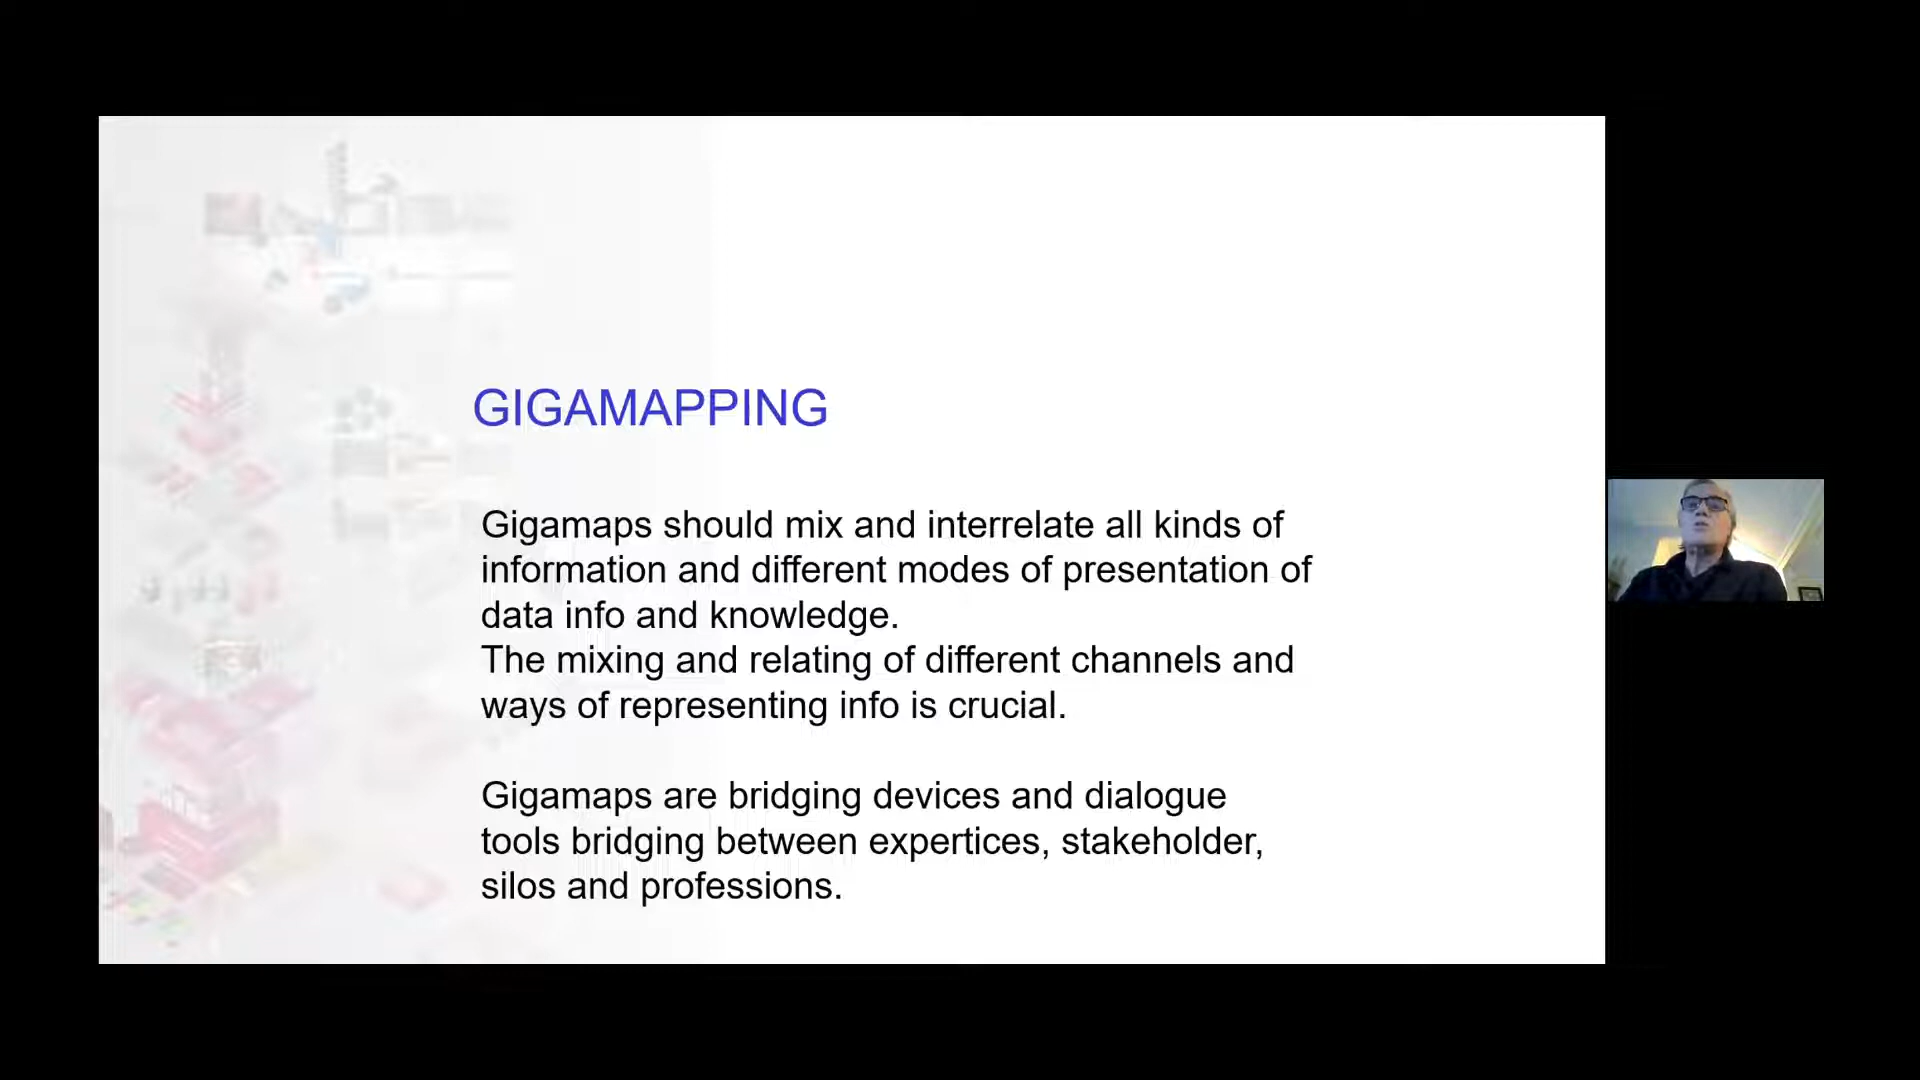 GIGAMAPPING
Gigamaps should mix and interrelate all kinds of
information and different modes of presentation of
data info and knowledge.
The mixing and relating of different channels and
ways of representing info is crucial.
Gigamaps are bridging devices and dialogue
tools bridging between expertices, stakeholder,
silos and professions.